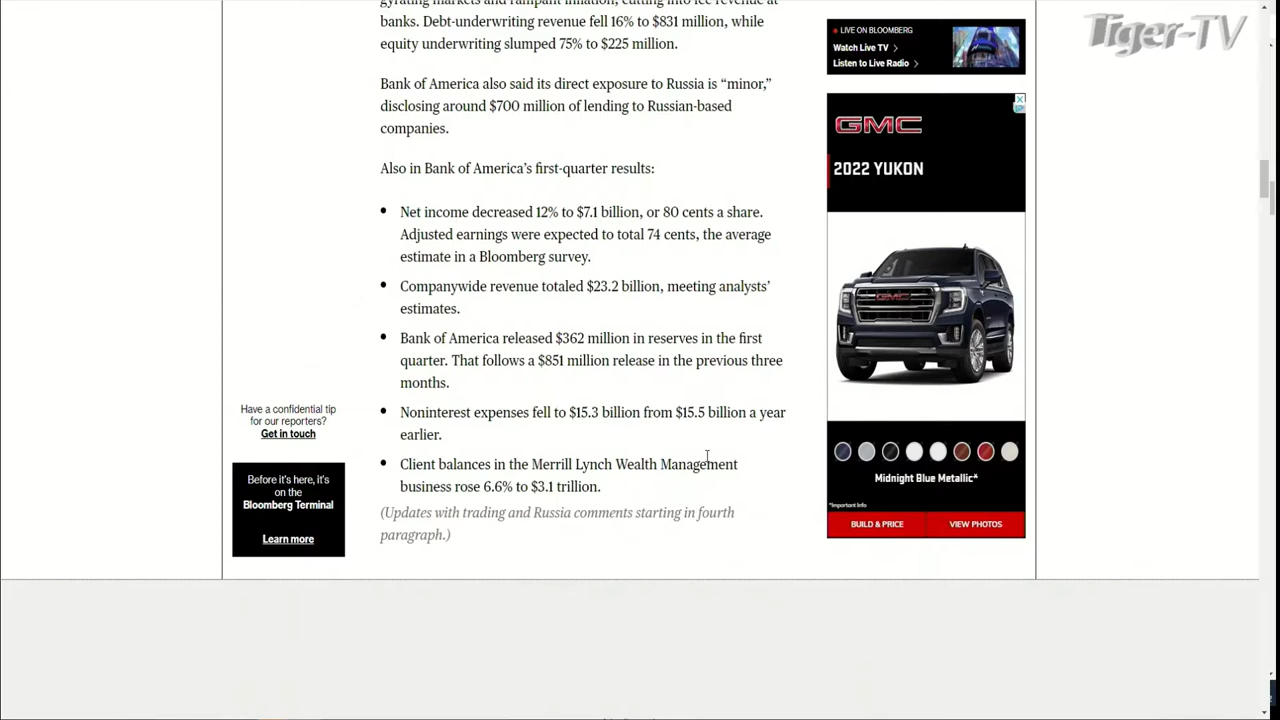 gyrating markets and rampant inflation, cutting into fee revenue at
banks. Debt-underwriting revenue fell 16% to $831 million, while
equity underwriting slumped 75% to $225 million.
Bank of America also said its direct exposure to Russia is “minor,”
disclosing around $700 million of lending to Russian-based
companies.
Also in Bank of America’s first-quarter results:
• Net income decreased 12% to $7.1 billion, or 80 cents a share.
Adjusted earnings were expected to total 74 cents, the average
estimate in a Bloomberg survey.
• Companywide revenue totaled $23.2 billion, meeting analysts’
estimates.
• Bank of America released $362 million in reserves in the first
quarter. That follows a $851 million release in the previous three
months.
• Noninterest expenses fell to $15.3 billion from $15.5 billion a year
earlier.
• Client balances in the Merrill Lynch Wealth Management
business rose 6.6% to $3.1 trillion.
(Updates with trading and Russia comments starting in fourth
paragraph.)
Have a confidential tip
for our reporters?
Get in touch
Before it's here, it's
on the
Bloomberg Terminal
Learn more
LIVE ON BLOOMBERG
Watch Live TV
Listen to Live Radio
Tiger-TV
GMC
2022 YUKON
GMC
Midnight Blue Metallic*
*Important Info
BUILD & PRICE
VIEW PHOTOS